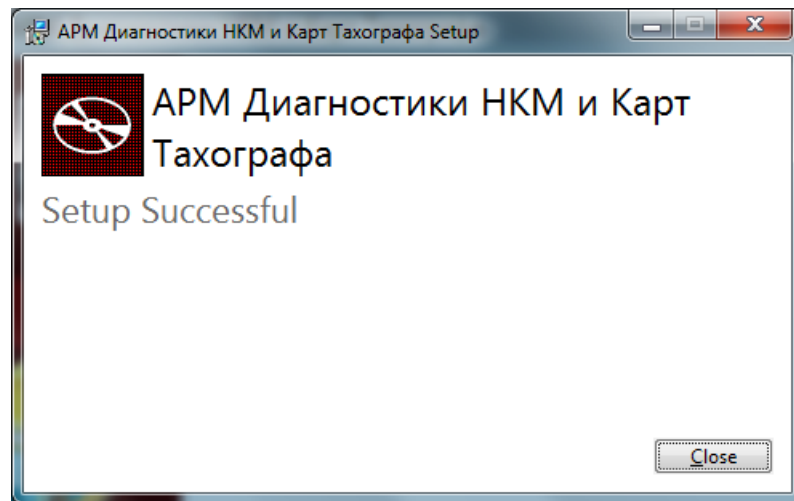 АРМ Диагностики НКМ и Карт Тахографа Setup
АРМ Диагностики НКМ и Карт
Тахографа
Setup Successful
Close